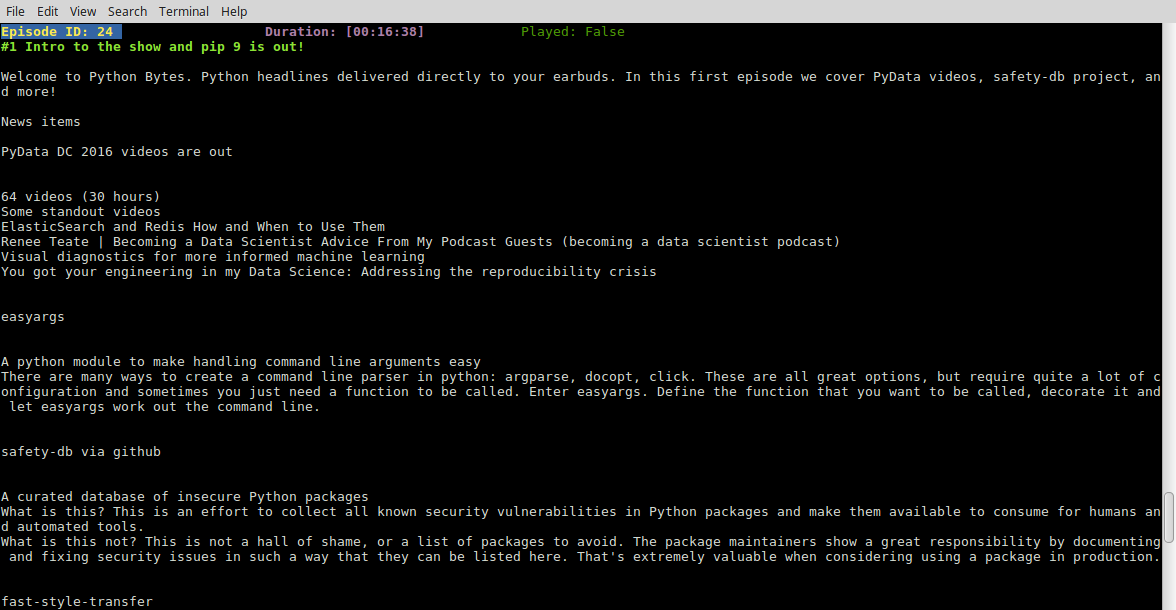 File Edit View Search Terminal Help
Episode ID: 24 Duration: [00:16:38] Played: False
#1 Intro to the show and pip 9 is out!
Welcome to Python Bytes. Python headlines delivered directly to your earbuds. In this first episode we cover PyData videos, safety-db project, an
d more!
News items
PyData DC 2016 videos are out
64 videos (30 hours)
Some standout videos
ElasticSearch and Redis How and When to Use Them
Renee Teate | Becoming a Data Scientist Advice From My Podcast Guests (becoming a data scientist podcast)
Visual diagnostics for more informed machine learning
You got your engineering in my Data Science: Addressing the reproducibility crisis
easyargs
A python module to make handling command line arguments easy
There are many ways to create a command line parser in python: argparse, docopt, click. These are all great options, but require quite a lot of c
onfiguration and sometimes you just need a function to be called. Enter easyargs. Define the function that you want to be called, decorate it and
 let easyargs work out the command line.
safety-db via github
A curated database of insecure Python packages
What is this? This is an effort to collect all known security vulnerabilities in Python packages and make them available to consume for humans an
d automated tools.
What is this not? This is not a hall of shame, or a list of packages to avoid. The package maintainers show a great responsibility by documenting
 and fixing security issues in such a way that they can be listed here. That's extremely valuable when considering using a package in production.
fast-style-transfer